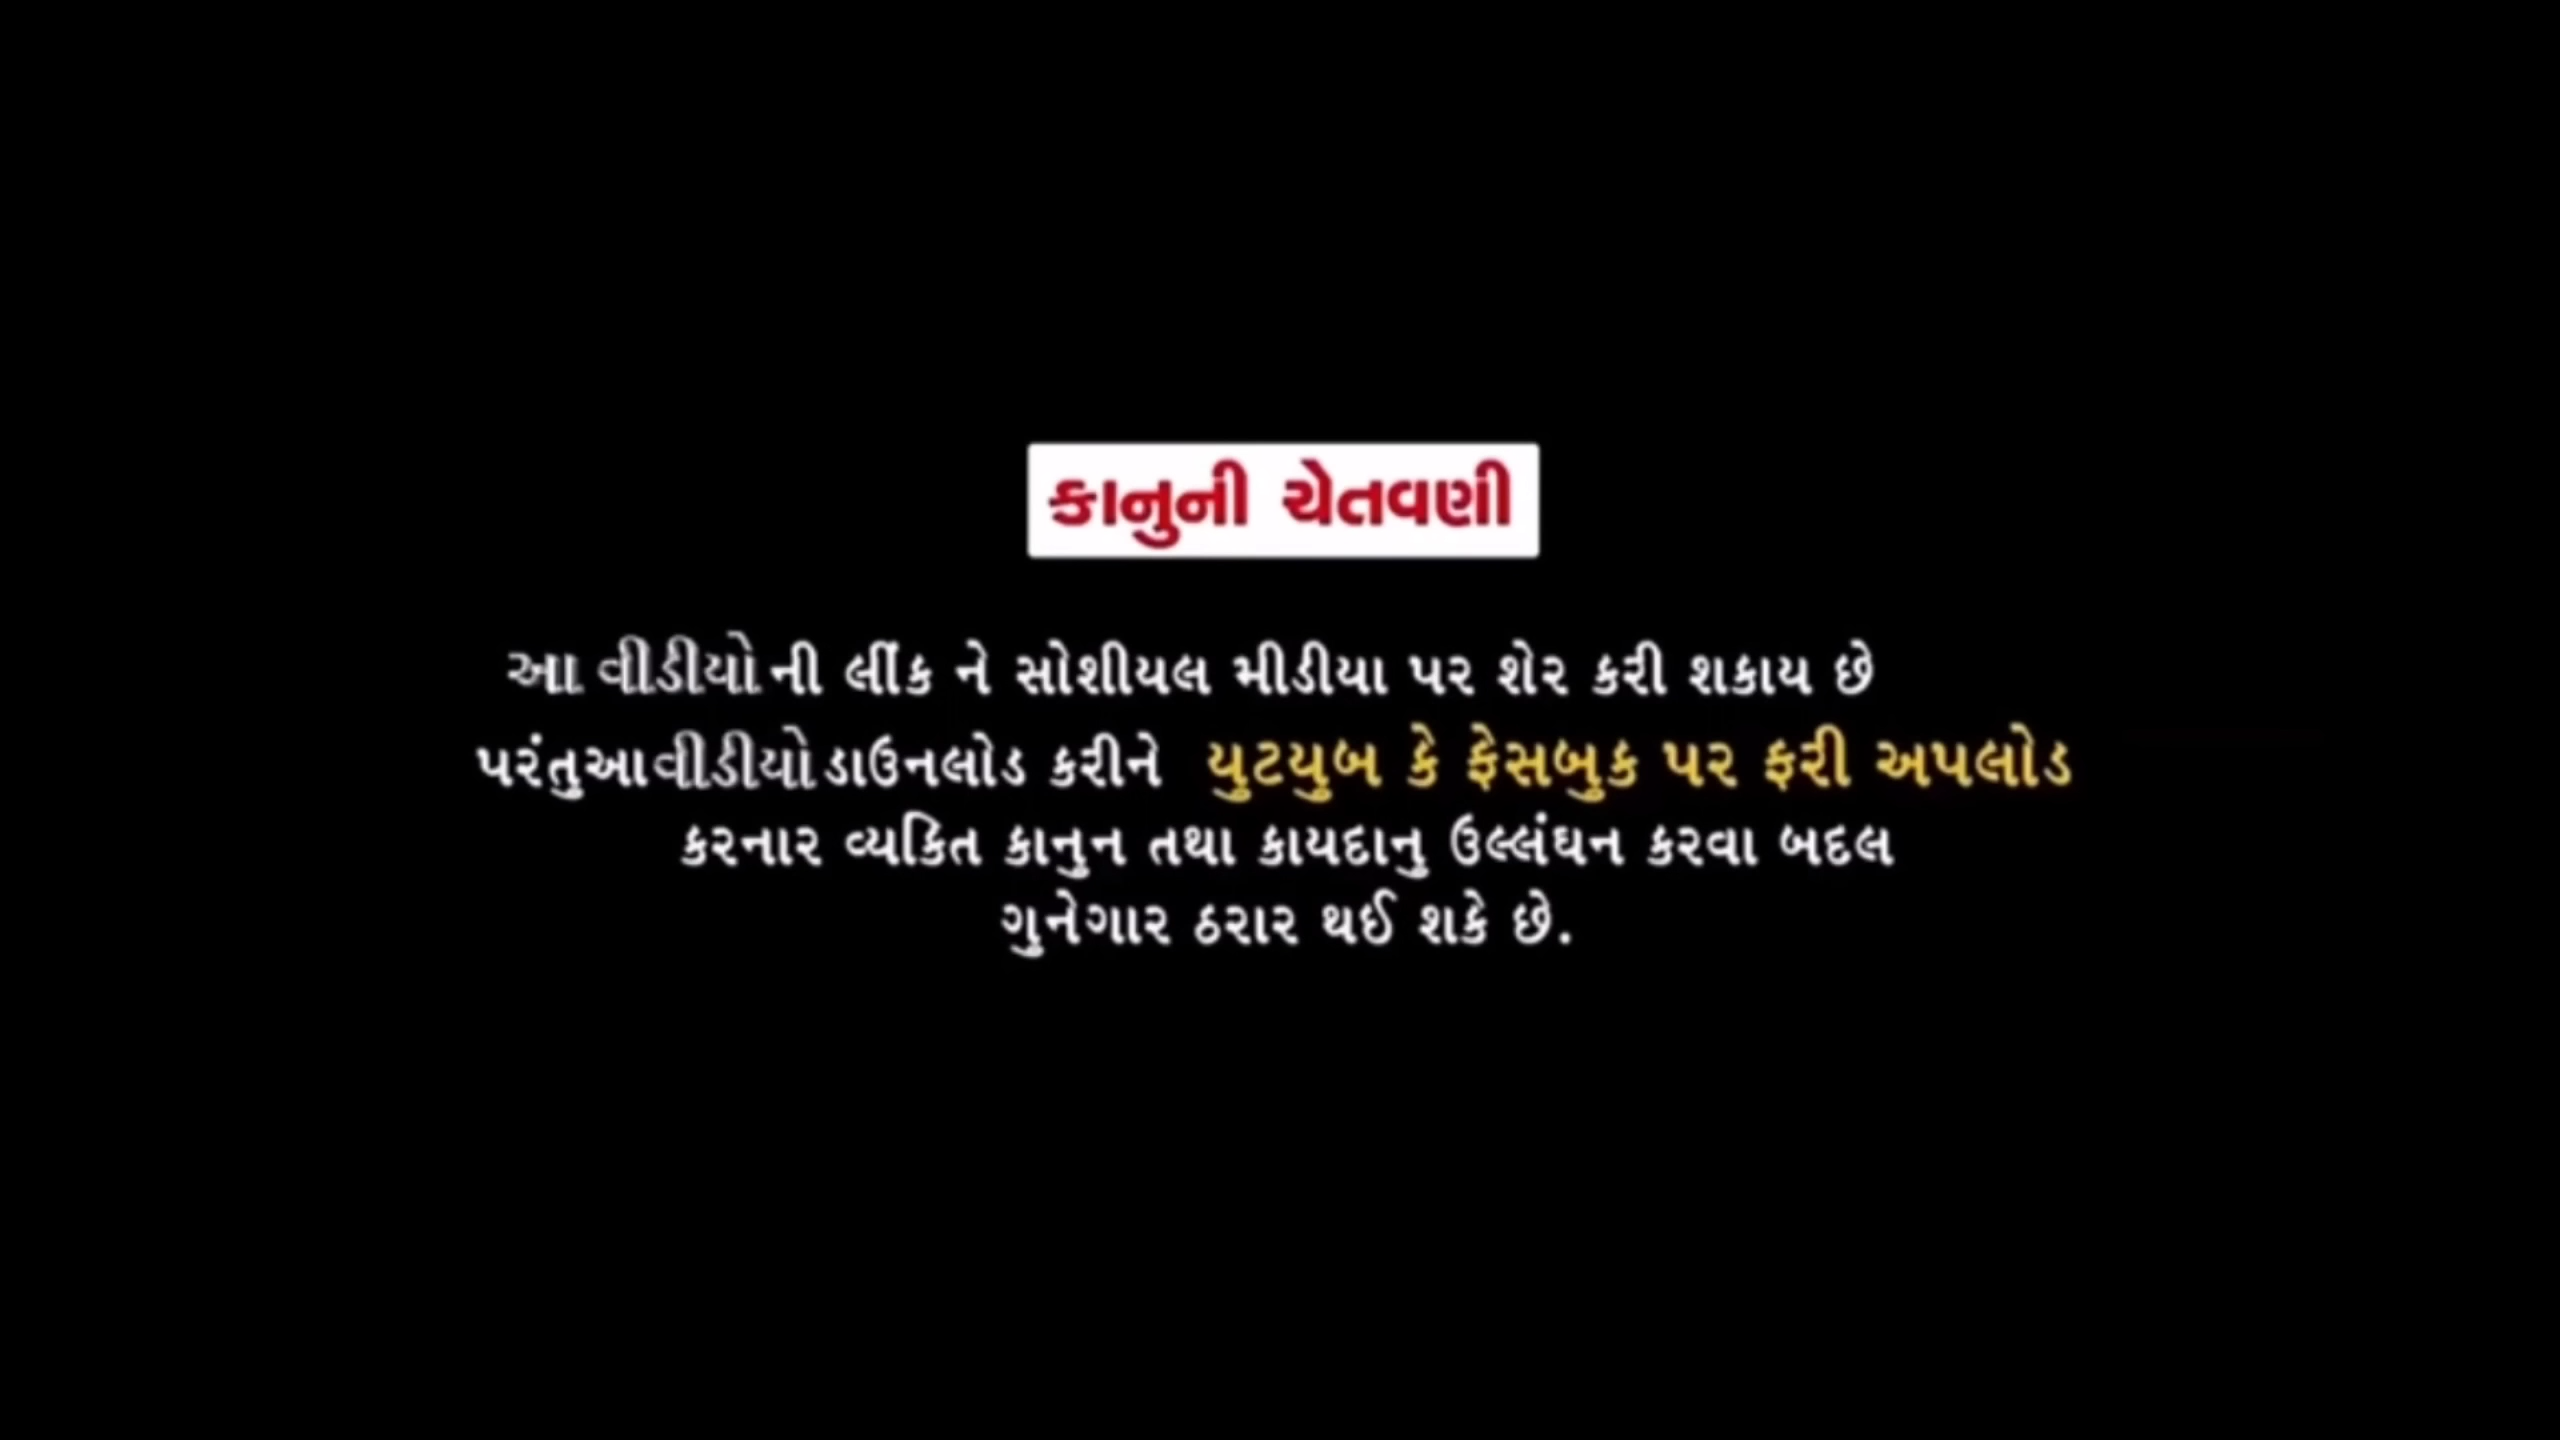 કાનુની ચેતવણી
આ વીડીયો ની લીંક ને સોશીયલ મીડીયા પર શેર કરી શકાય છે
પરંતુઆવીડીયો ડાઉનલોડ કરીને યુટયુબ કે ફેસબુક પર ફરી અપલોડ
કરનાર વ્યકિત કાનુન તથા કાયદાનુ ઉલ્લંઘન કરવા બદલ
ગુનેગાર ઠરાર થઈ શકે છે.